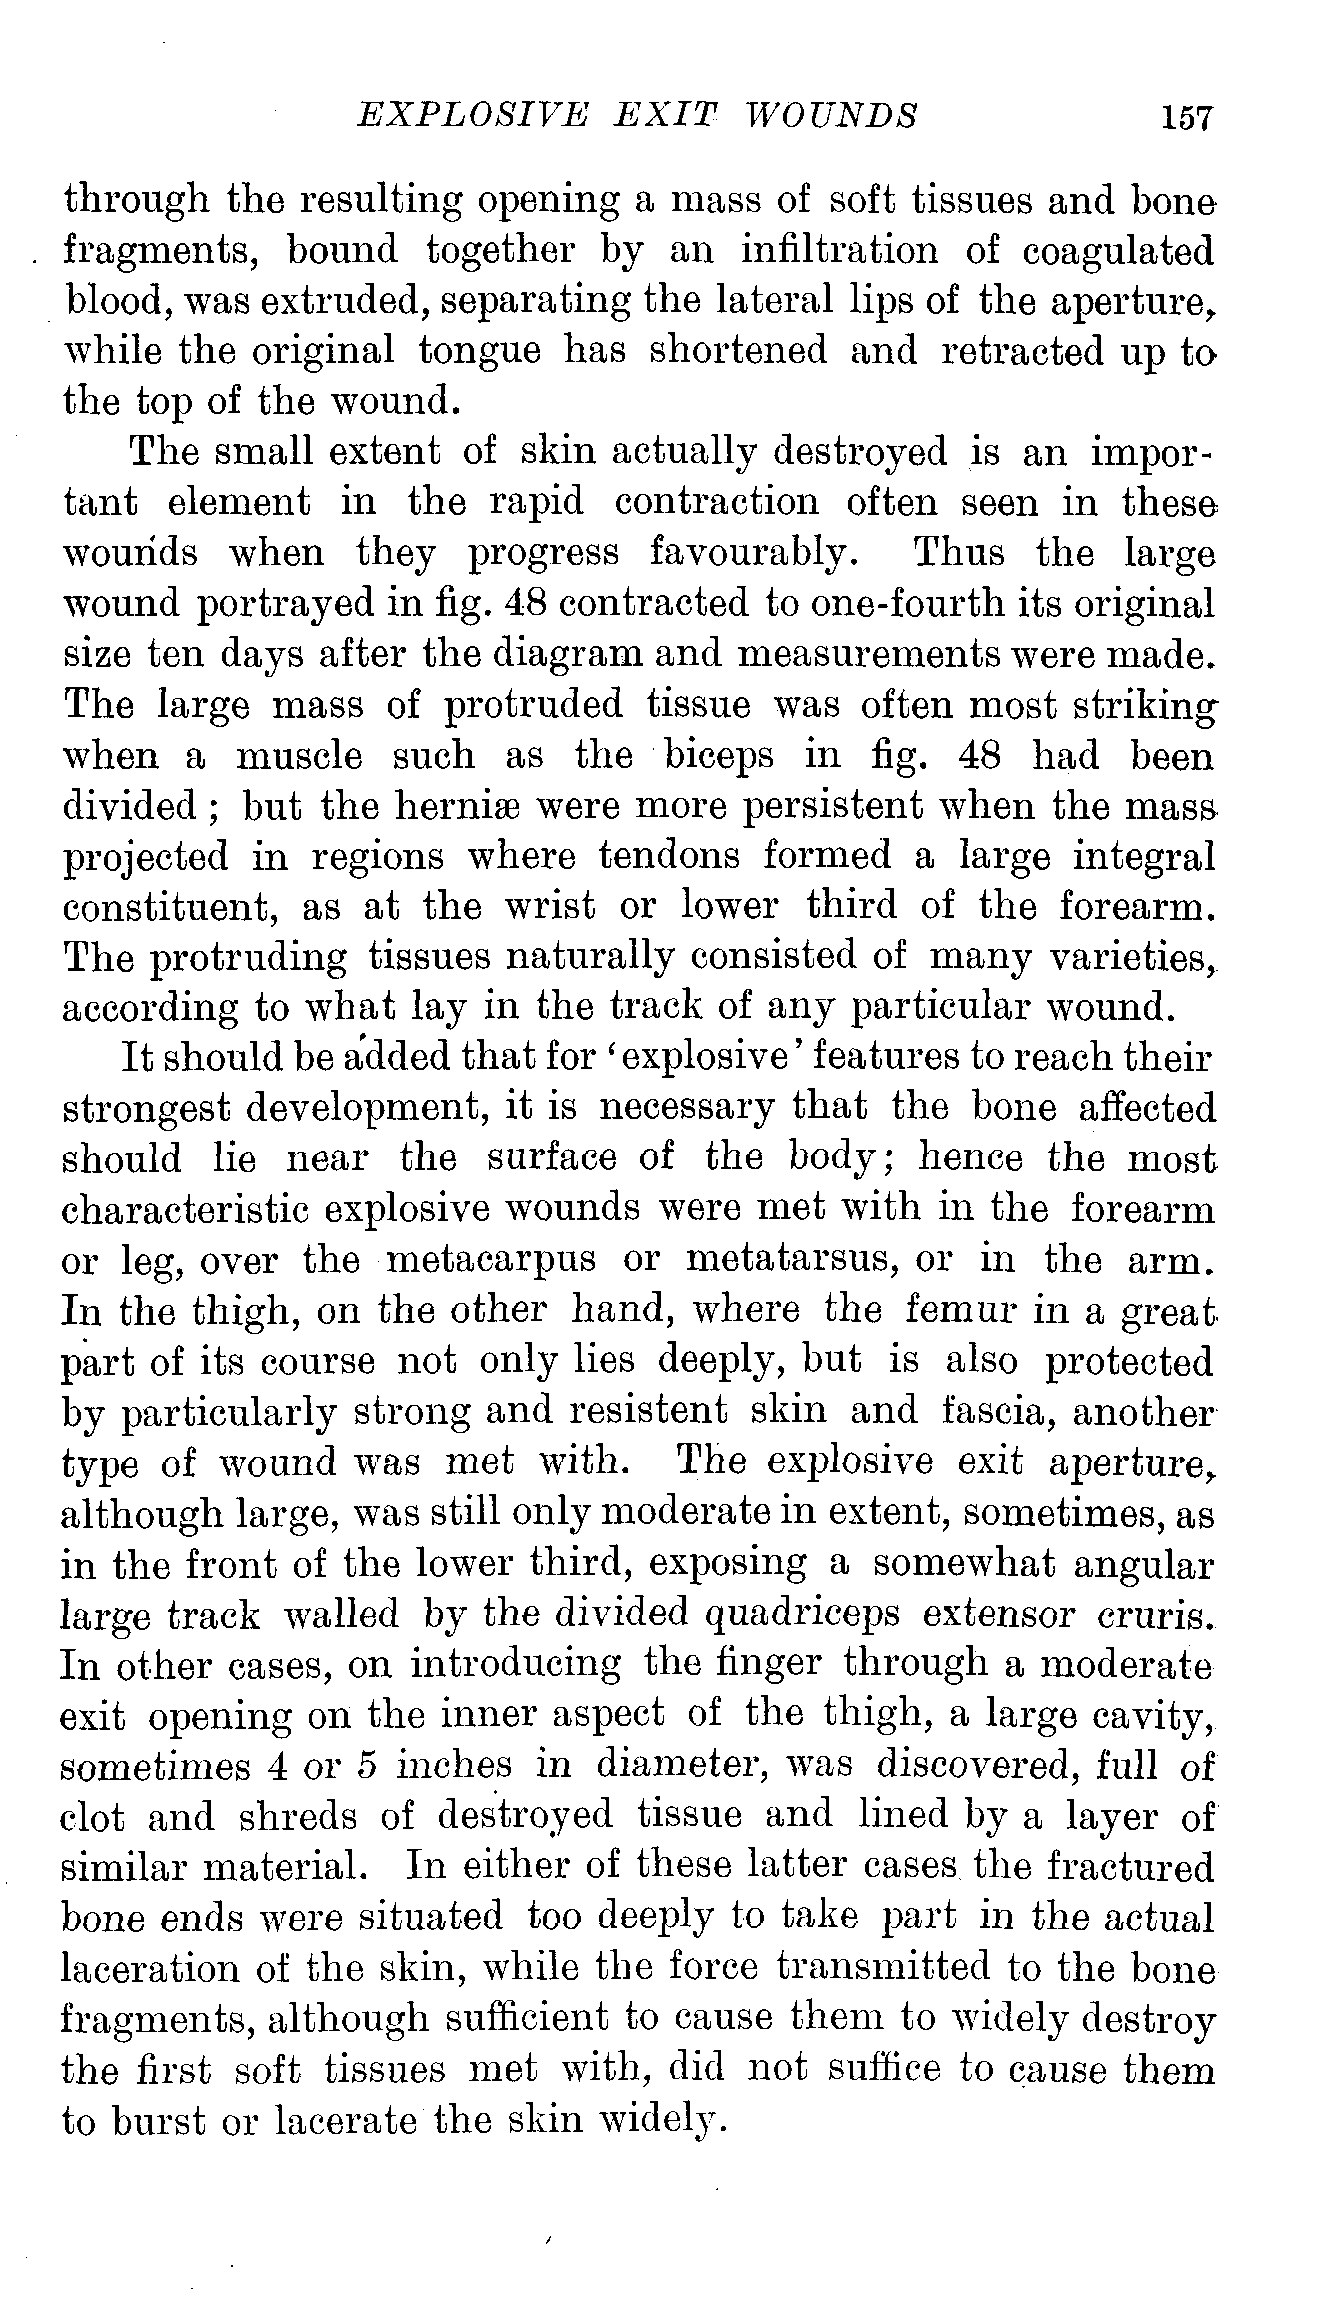 EXPLOSIVE EXIT WOUNDS 157
through the resulting opening a mass of soft tissues and bone
fragments, bound together by an infiltration of coagulated
blood, was extruded, separating the lateral lips of the aperture,
while the original tongue has shortened and retracted up to
the top of the wound.
The small extent of skin actually destroyed is an impor-
tant element in the rapid contraction often seen in these
wounds when they progress favourably. Thus the large
wound portrayed in fig. 48 contracted to one-fourth its original
size ten days after the diagram and measurements were made.
The large mass of protruded tissue was often most striking
when a muscle such as the biceps in fig. 48 had been
divided ; but the herniæ were more persistent when the mass
projected in regions where tendons formed a large integral
constituent, as at the wrist or lower third of the forearm.
The protruding tissues naturally consisted of many varieties,
according to what lay in the track of any particular wound.
It should be added that for ‘explosive’ features to reach their
strongest development, it is necessary that the bone affected
should lie near the surface of the body; hence the most
characteristic explosive wounds were met with in the forearm
or leg, over the metacarpus or metatarsus, or in the arm.
In the thigh, on the other hand, where the femur in a great
part of its course not only lies deeply, but is also protected
by particularly strong and resistent skin and fascia, another
type of wound was met with. The explosive exit aperture,
although large, was still only moderate in extent, sometimes, as
in the front of the lower third, exposing a somewhat angular
large track walled by the divided quadriceps extensor cruris.
In other cases, on introducing the finger through a moderate
exit opening on the inner aspect of the thigh, a large cavity,
sometimes 4 or 5 inches in diameter, was discovered, full of
clot and shreds of destroyed tissue and lined by a layer of
similar material. In either of these latter cases the fractured
bone ends were situated too deeply to take part in the actual
laceration of the skin, while the force transmitted to the bone
fragments, although sufficient to cause them to widely destroy
the first soft tissues met with, did not suffice to cause them
to burst or lacerate the skin widely.